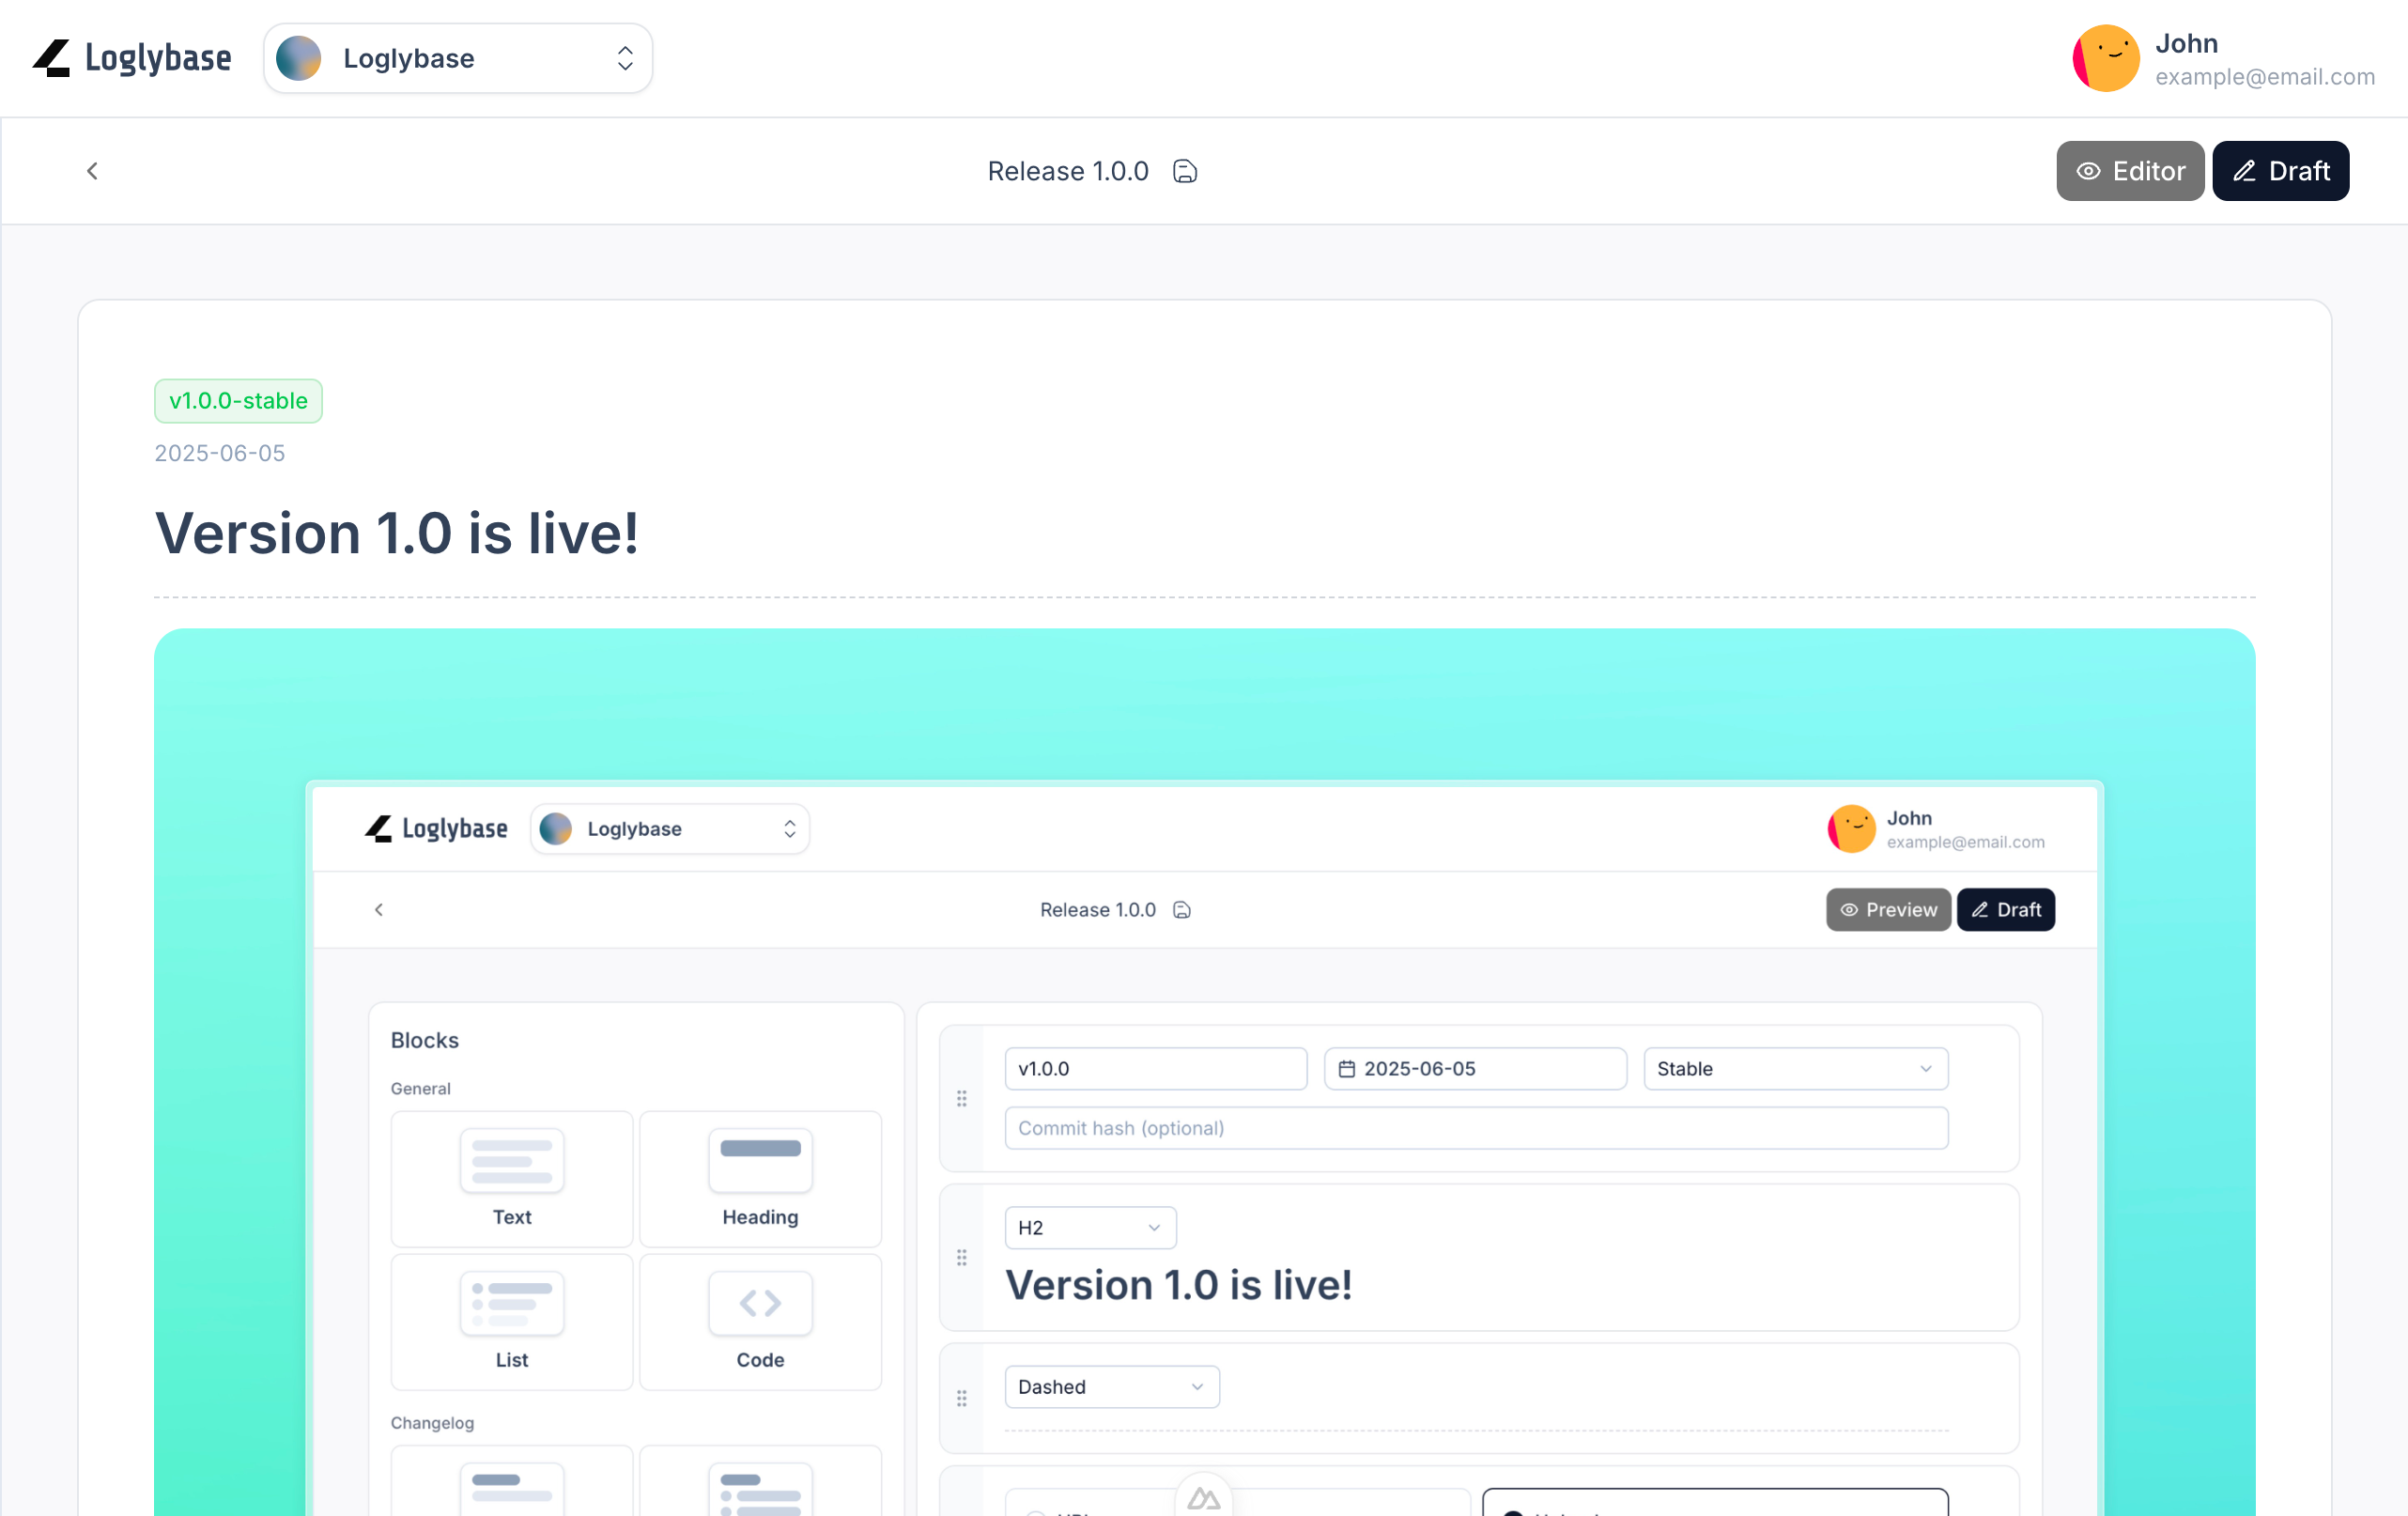 Loglybase
Loglybase
John
example@email.com
Release 1.0.0
Editor
Draft
v1.0.0-stable
2025-06-05
Version 1.0 is live!
Loglybase
Loglybase
John
example@email.com
Release 1.0.0
Preview
Draft
Blocks
General
Text
Heading
List
Code
Changelog
v1.0.0
2025-06-05
Stable
Commit hash (optional)
H2
Version 1.0 is live!
Dashed